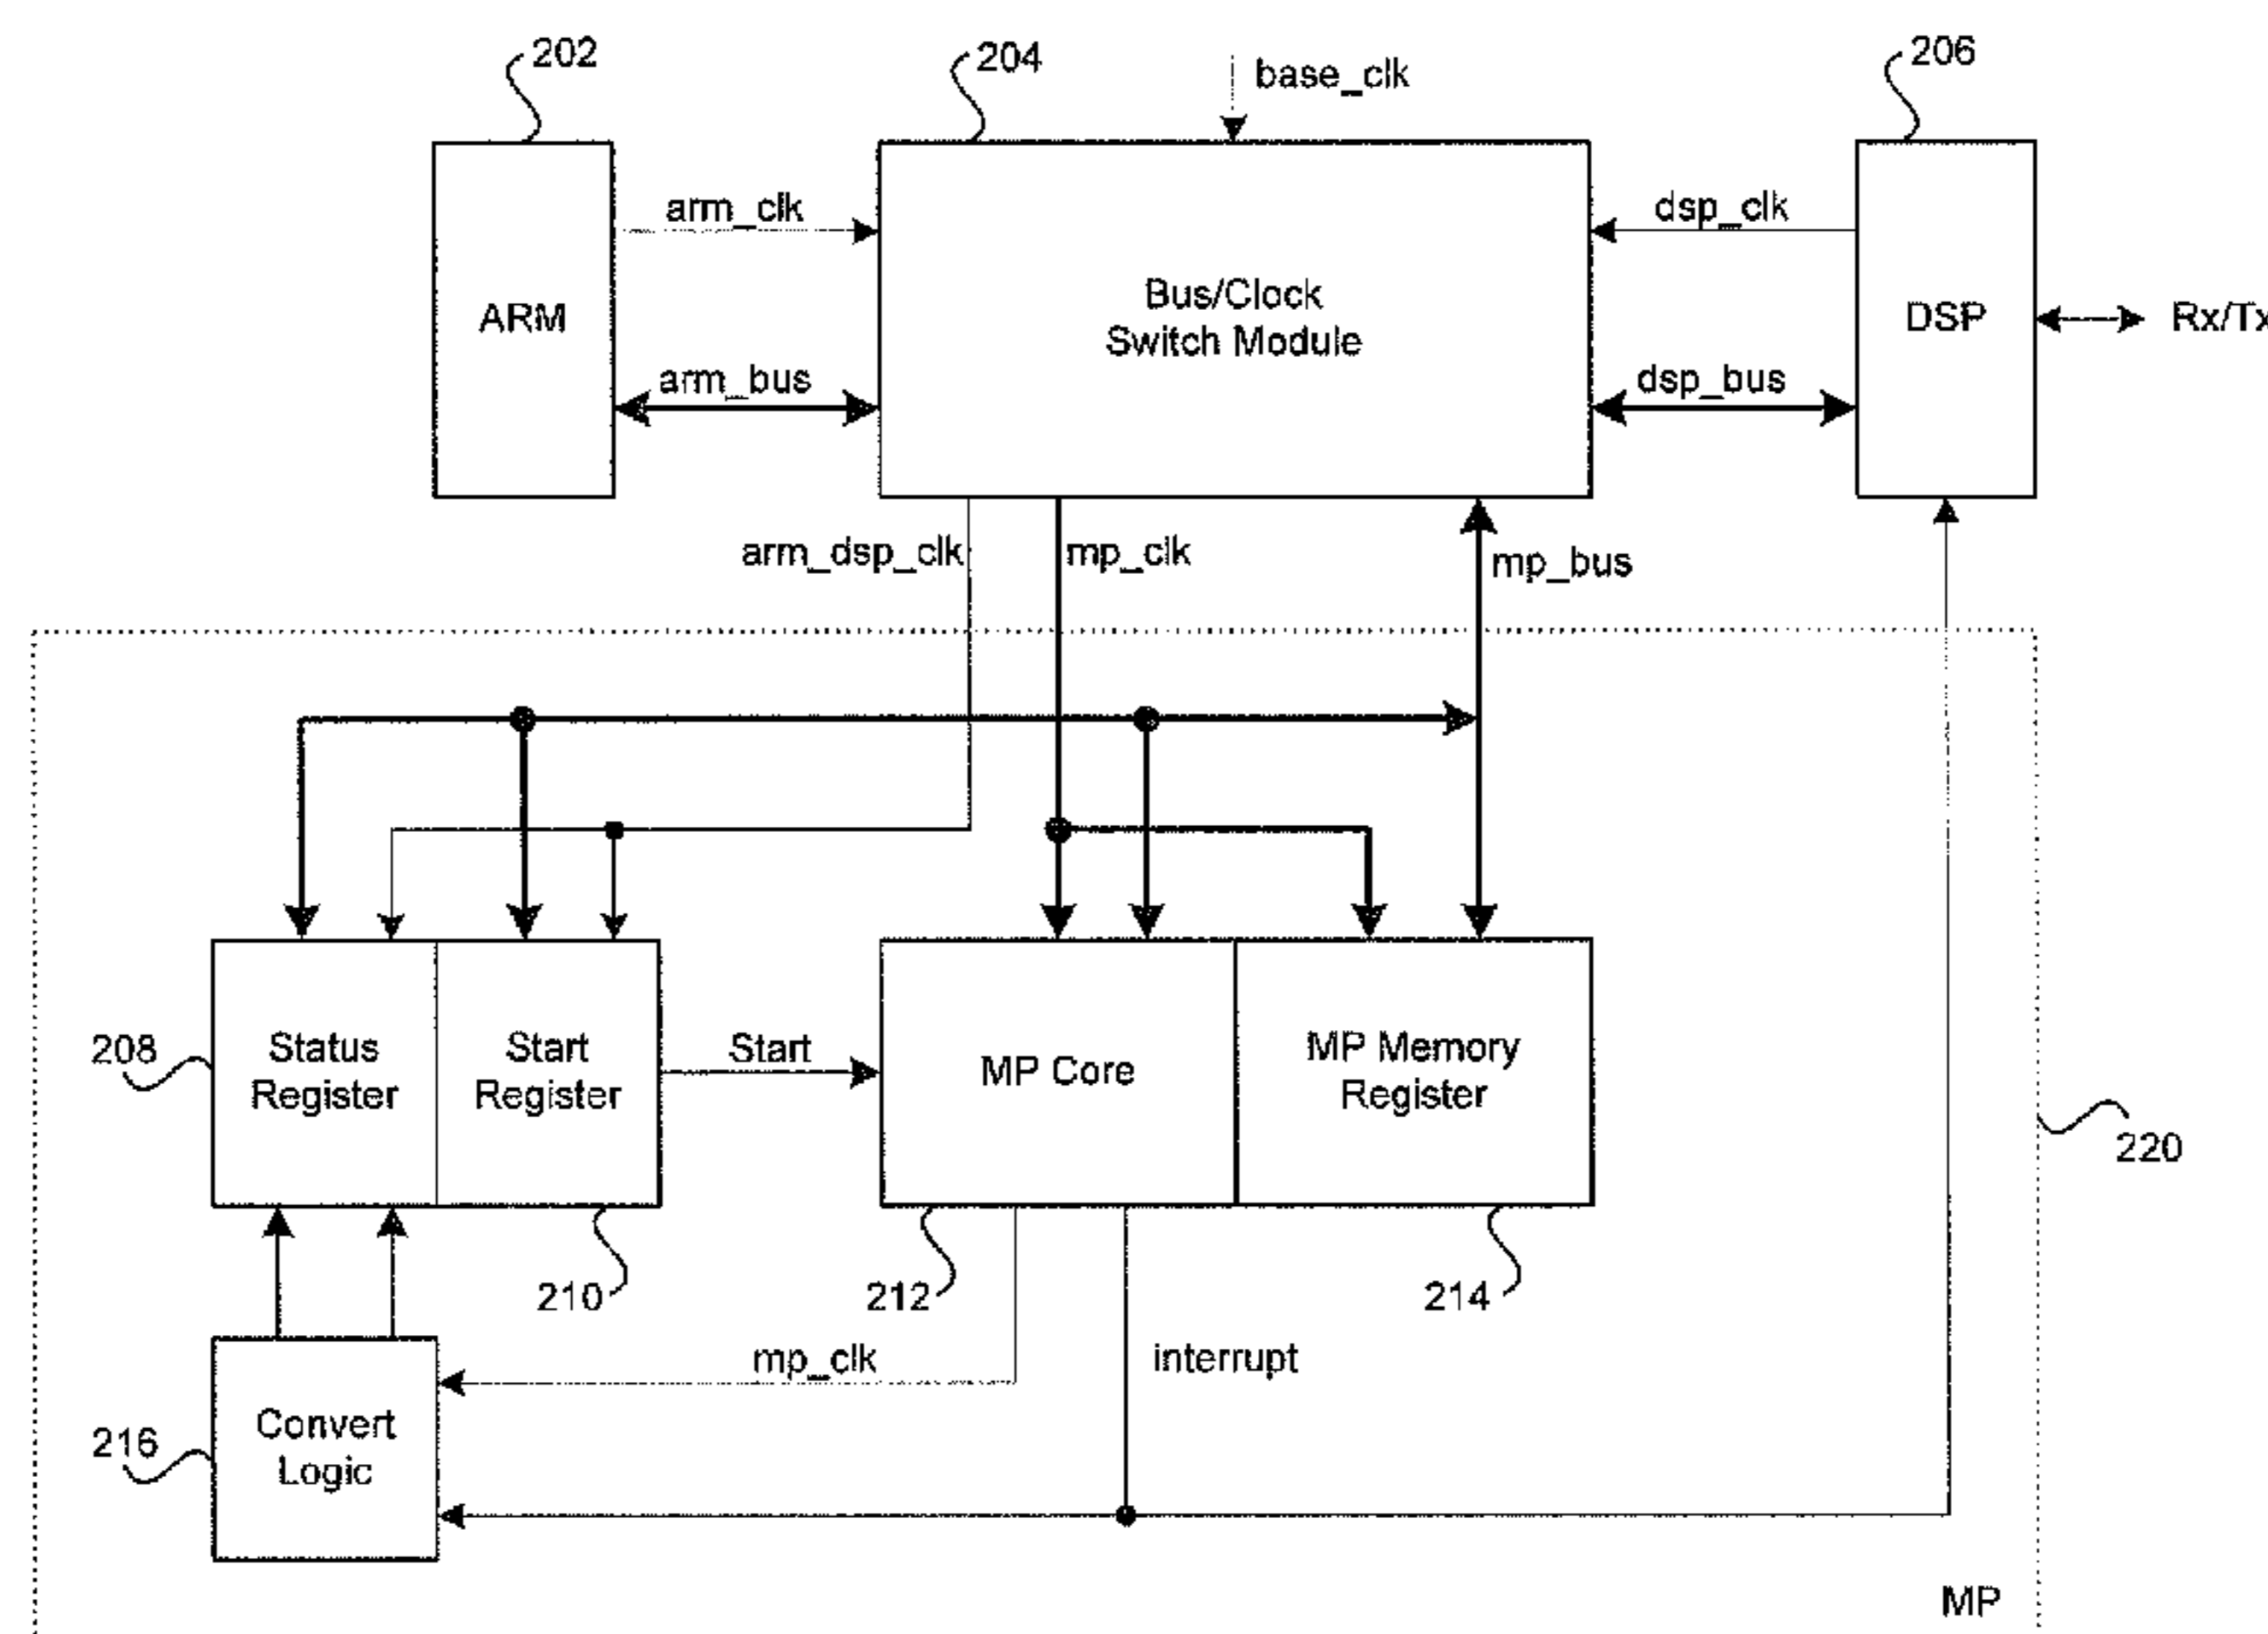 202
204
base_clk
206
arm_clk
dsp_clk
ARM
Bus/Clock
Switch Module
DSP
Rx/Tx
arm_bus
dsp_bus
arm_dsp_clk
mp_clk
mp_bus
208
Status
Register
Start
Register
Start
MP Core
MP Memory
Register
220
210
212
214
mp_clk
interrupt
216
Convert
Logic
MP